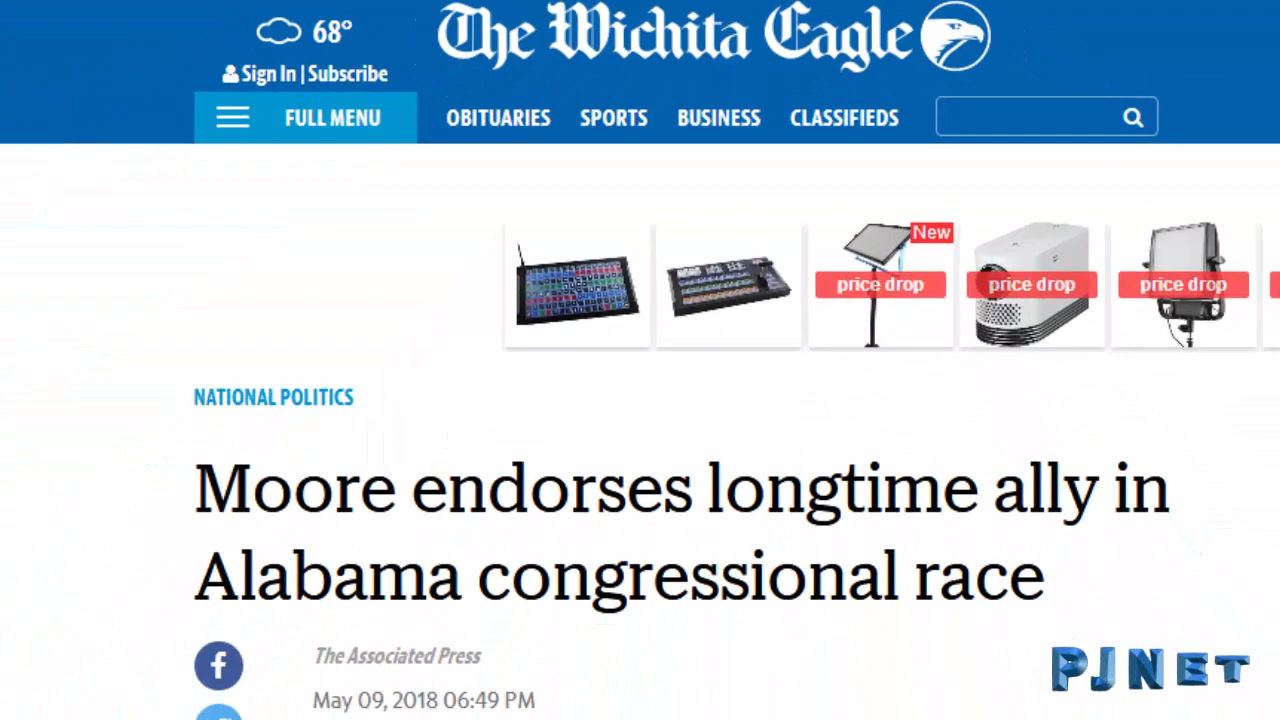 68°
The Wichita Eagle
Sign In | Subscribe
FULL MENU
OBITUARIES
SPORTS
BUSINESS
CLASSIFIEDS
New
price drop
price drop
price drop
NATIONAL POLITICS
Moore endorses longtime ally in
Alabama congressional race
f
The Associated Press
May 09, 2018 06:49 PM
PJNET